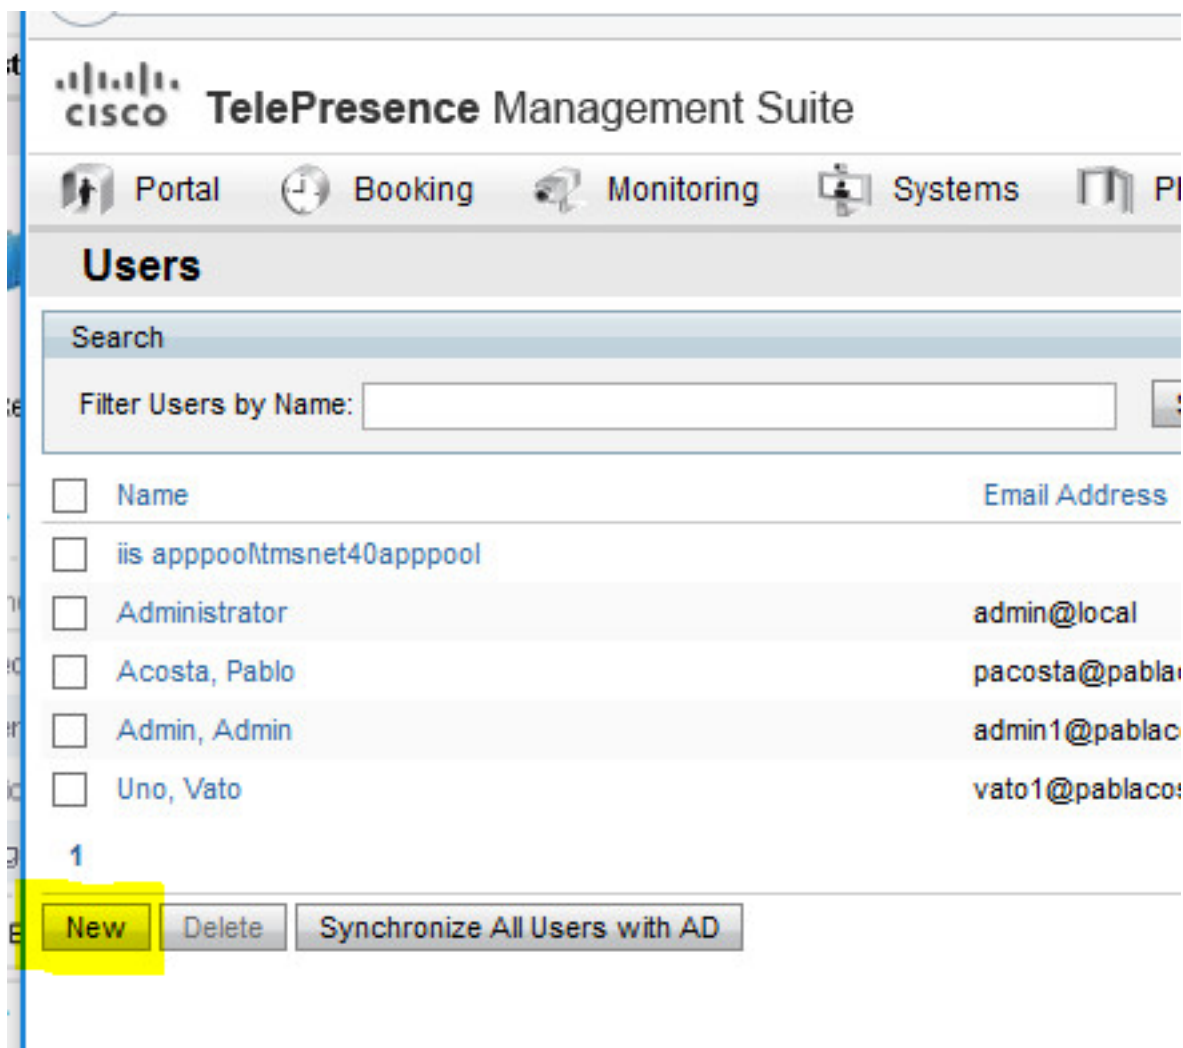 cisco TelePresence Management Suite
Portal Booking Monitoring Systems
Users
Search
Filter Users by Name:
Name Email Address
iis apppool\tmsnet40apppool
Administrator admin@local
Acosta, Pablo
Admin, Admin
Uno, Vato
1
New Delete Synchronize All Users with AD